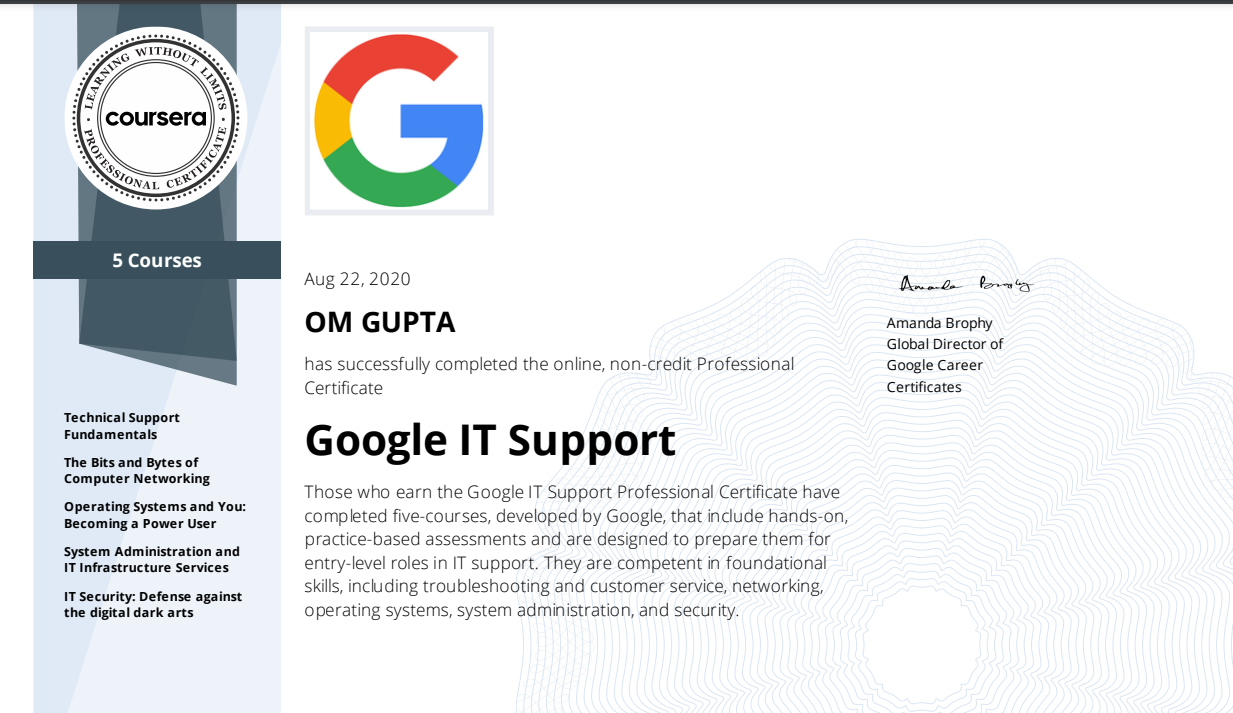 LEARNING WITHOUT LIMITS
coursera
PROFESSIONAL CERTIFICATE
5 Courses
Technical Support
Fundamentals
The Bits and Bytes of
Computer Networking
Operating Systems and You:
Becoming a Power User
System Administration and
IT Infrastructure Services
IT Security: Defense against
the digital dark arts
G
Aug 22, 2020
OM GUPTA
has successfully completed the online, non-credit Professional
Certificate
Google IT Support
Those who earn the Google IT Support Professional Certificate have
completed five-courses, developed by Google, that include hands-on,
practice-based assessments and are designed to prepare them for
entry-level roles in IT support. They are competent in foundational
skills, including troubleshooting and customer service, networking,
operating systems, system administration, and security.
Amanda Brophy
Amanda Brophy
Global Director of
Google Career
Certificates